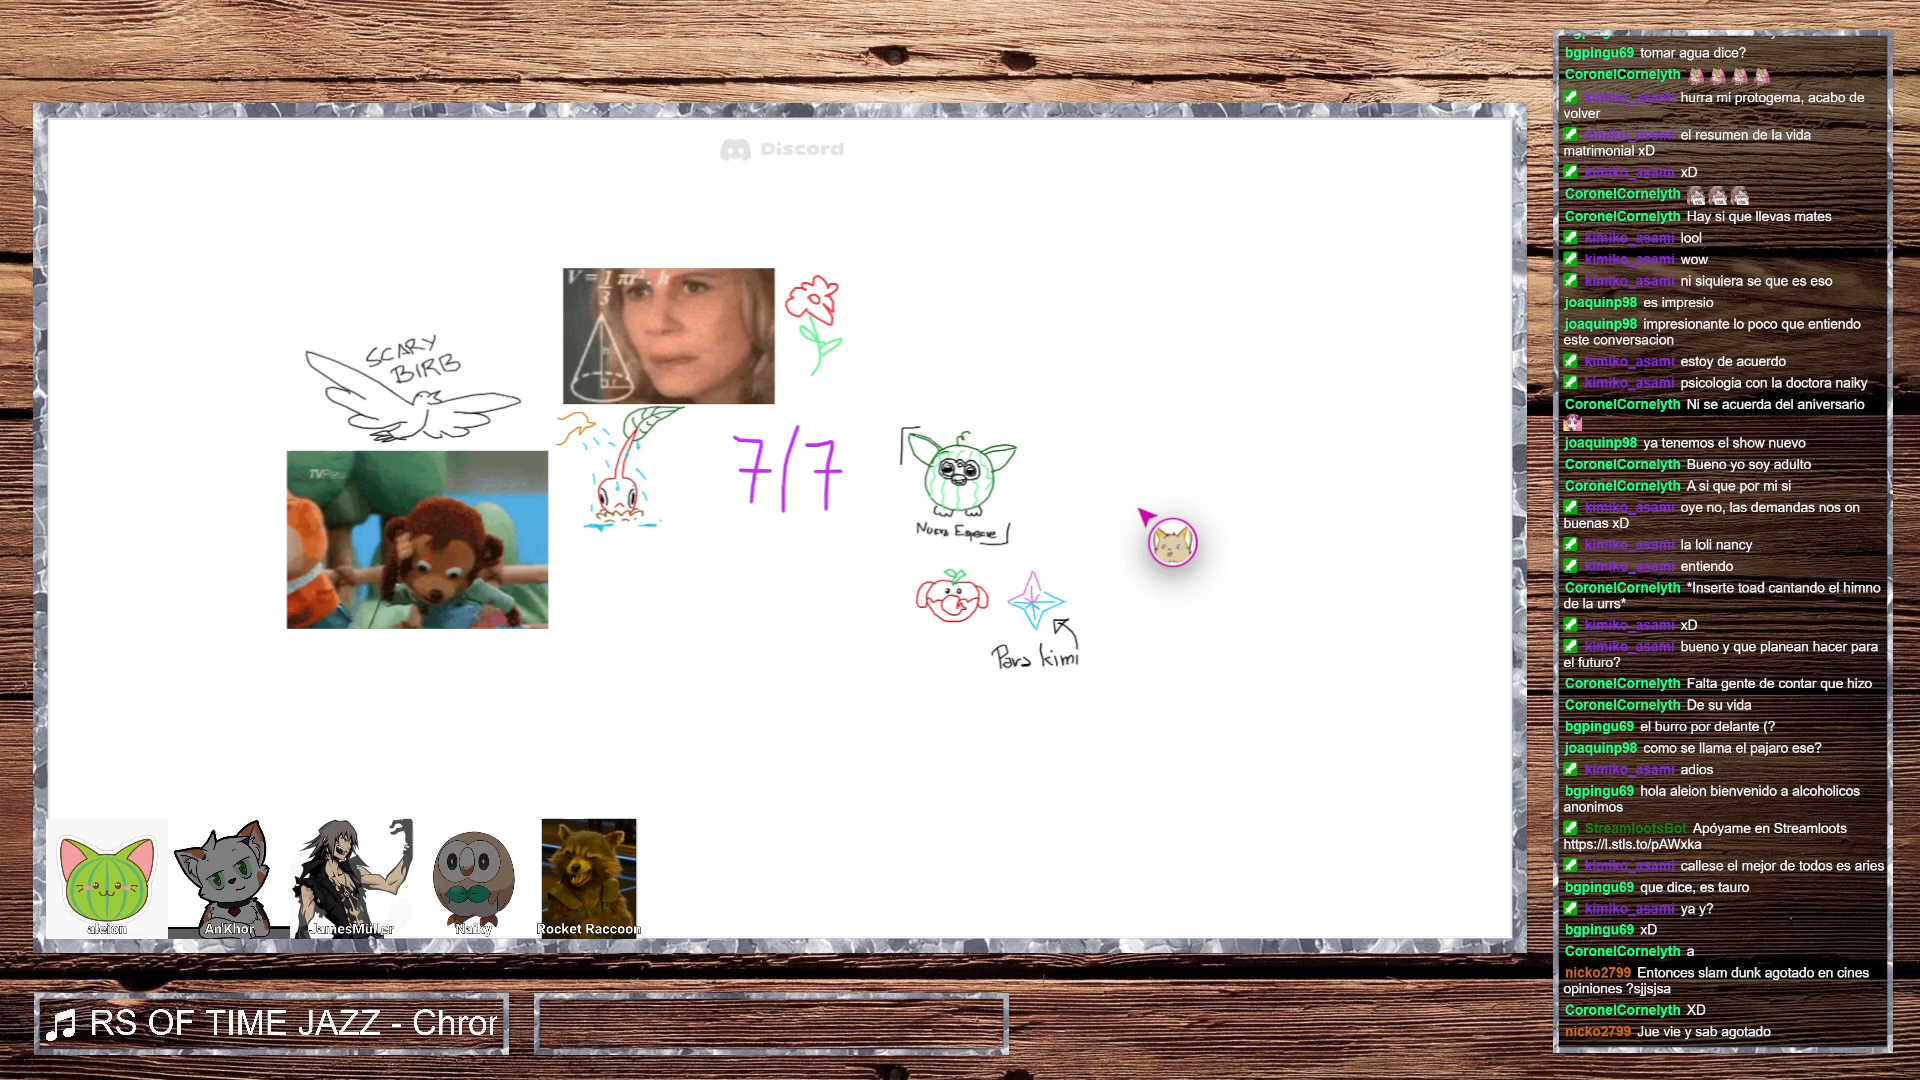 Discord
V = 1/3 πr², h
SCARY
BIRB
TVPerú
7/7
Nueva Especie
Para kimi
aleion
An'Khor
JamesMüller
Naiky
Rocket Raccoon
RS OF TIME JAZZ - Chror
bgpingu69 tomar agua dice?
CoronelCornelyth
kimiko_asami hurra mi protogema, acabo de
volver
kimiko_asami el resumen de la vida
matrimonial xD
kimiko_asami xD
CoronelCornelyth
CoronelCornelyth Hay si que llevas mates
kimiko_asami lool
kimiko_asami wow
kimiko_asami ni siquiera se que es eso
joaquinp98 es impresio
joaquinp98 impresionante lo poco que entiendo
este conversacion
kimiko_asami estoy de acuerdo
kimiko_asami psicologia con la doctora naiky
CoronelCornelyth Ni se acuerda del aniversario
joaquinp98 ya tenemos el show nuevo
CoronelCornelyth Bueno yo soy adulto
CoronelCornelyth A si que por mi si
kimiko_asami oye no, las demandas nos on
buenas xD
kimiko_asami la loli nancy
kimiko_asami entiendo
CoronelCornelyth *Inserte toad cantando el himno
de la urrs*
kimiko_asami xD
kimiko_asami bueno y que planean hacer para
el futuro?
CoronelCornelyth Falta gente de contar que hizo
CoronelCornelyth De su vida
bgpingu69 el burro por delante (?
joaquinp98 como se llama el pajaro ese?
kimiko_asami adios
bgpingu69 hola aleion bienvenido a alcoholicos
anonimos
StreamlootsBot Apóyame en Streamloots
https://l.stls.to/pAWxka
kimiko_asami callese el mejor de todos es aries
bgpingu69 que dice, es tauro
kimiko_asami ya y?
bgpingu69 xD
CoronelCornelyth a
nicko2799 Entonces slam dunk agotado en cines
opiniones ?sjjsjsa
CoronelCornelyth XD
nicko2799 Jue vie y sab agotado